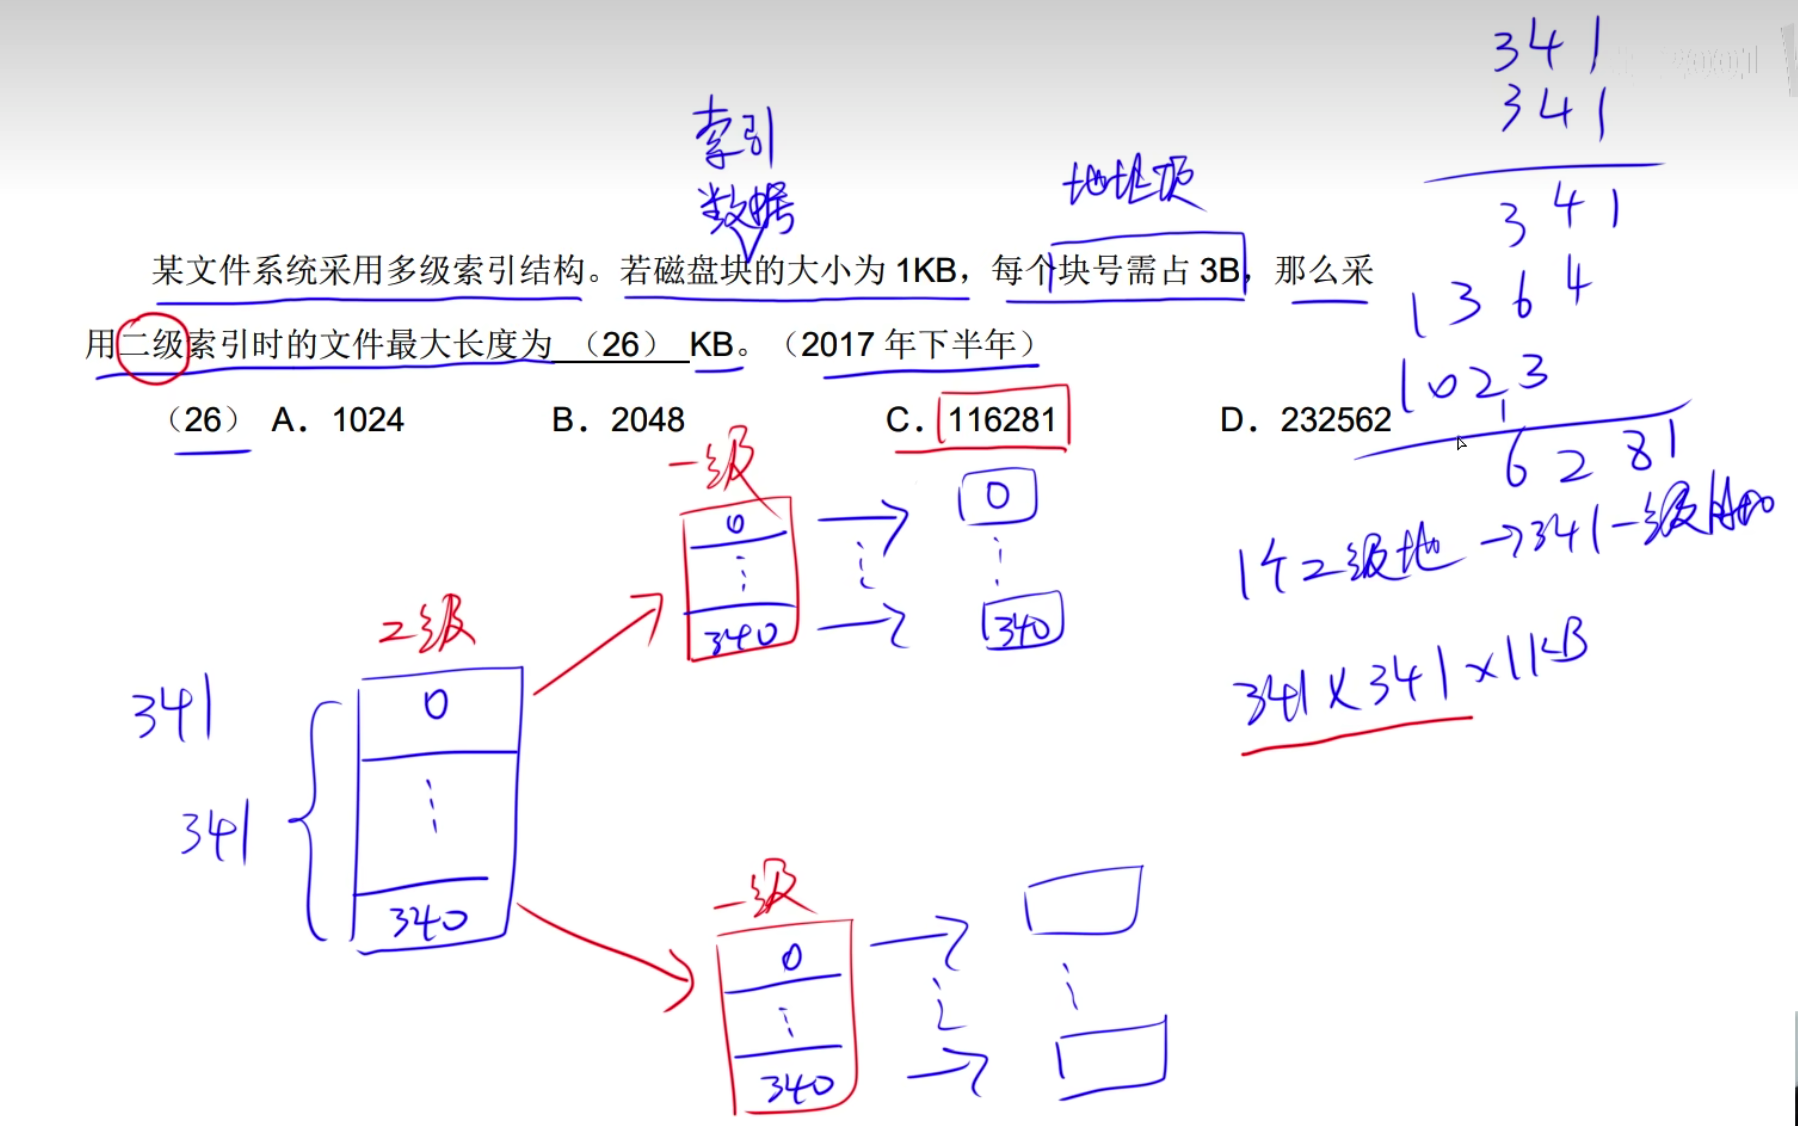 341
341
341
1364
1023
1
6281
索引
数据
地址项
某文件系统采用多级索引结构。若磁盘块的大小为 1KB，每个块号需占 3B，那么采
用二级索引时的文件最大长度为 （26） KB。（2017 年下半年）
（26） A. 1024 B. 2048 C. 116281 D. 232562
一级
0
340
0
340
1个二级地 → 341一级
341×341×1KB
二级
341
341
0
340
一级
0
340